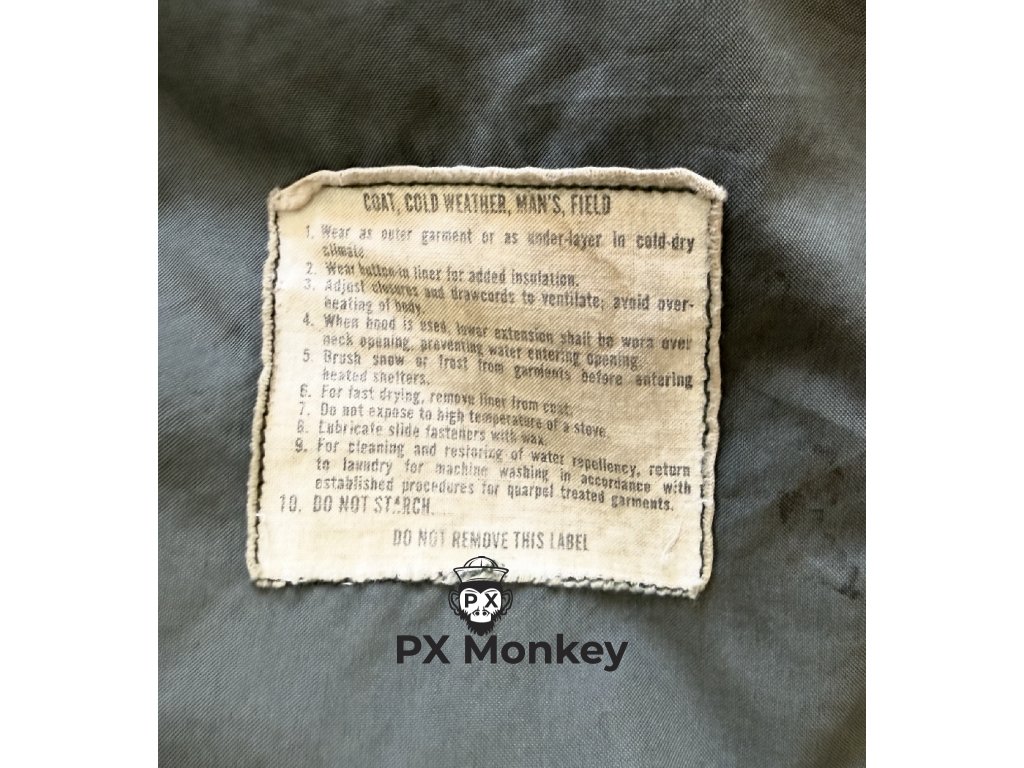 COAT, COLD WEATHER, MAN'S, FIELD
1. Wear as outer garment or as under-layer in cold-dry
climate
2. Wear button-in liner for added insulation.
3. Adjust closures and drawcords to ventilate; avoid over-
heating of body.
4. When hood is used, lower extension shall be worn over
neck opening, preventing water entering opening.
5. Brush snow or frost from garments before entering
heated shelters.
6. For fast drying, remove liner from coat.
7. Do not expose to high temperature of a stove.
8. Lubricate slide fasteners with wax.
9. For cleaning and restoring of water repellency, return
to laundry for machine washing in accordance with
established procedures for quarpel treated garments.
10. DO NOT STARCH.
DO NOT REMOVE THIS LABEL
PX
PX Monkey